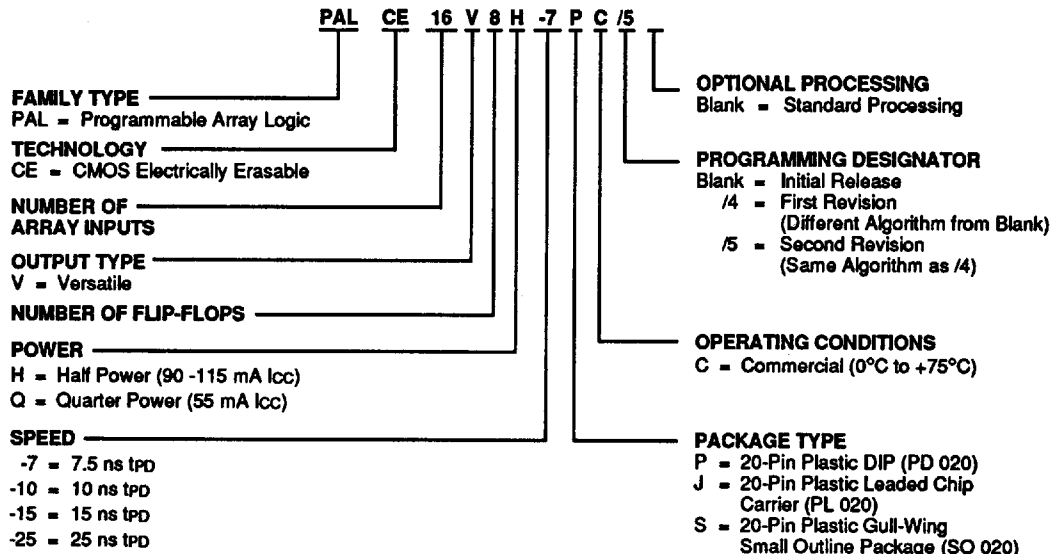 PAL CE 16 V 8 H -7 P C /5
FAMILY TYPE
PAL = Programmable Array Logic
TECHNOLOGY
CE = CMOS Electrically Erasable
NUMBER OF
ARRAY INPUTS
OUTPUT TYPE
V = Versatile
NUMBER OF FLIP-FLOPS
POWER
H = Half Power (90 -115 mA Icc)
Q = Quarter Power (55 mA Icc)
SPEED
-7 = 7.5 ns tPD
-10 = 10 ns tPD
-15 = 15 ns tPD
-25 = 25 ns tPD
OPTIONAL PROCESSING
Blank = Standard Processing
PROGRAMMING DESIGNATOR
Blank = Initial Release
/4 = First Revision
(Different Algorithm from Blank)
/5 = Second Revision
(Same Algorithm as /4)
OPERATING CONDITIONS
C = Commercial (0°C to +75°C)
PACKAGE TYPE
P = 20-Pin Plastic DIP (PD 020)
J = 20-Pin Plastic Leaded Chip
Carrier (PL 020)
S = 20-Pin Plastic Gull-Wing
Small Outline Package (SO 020)